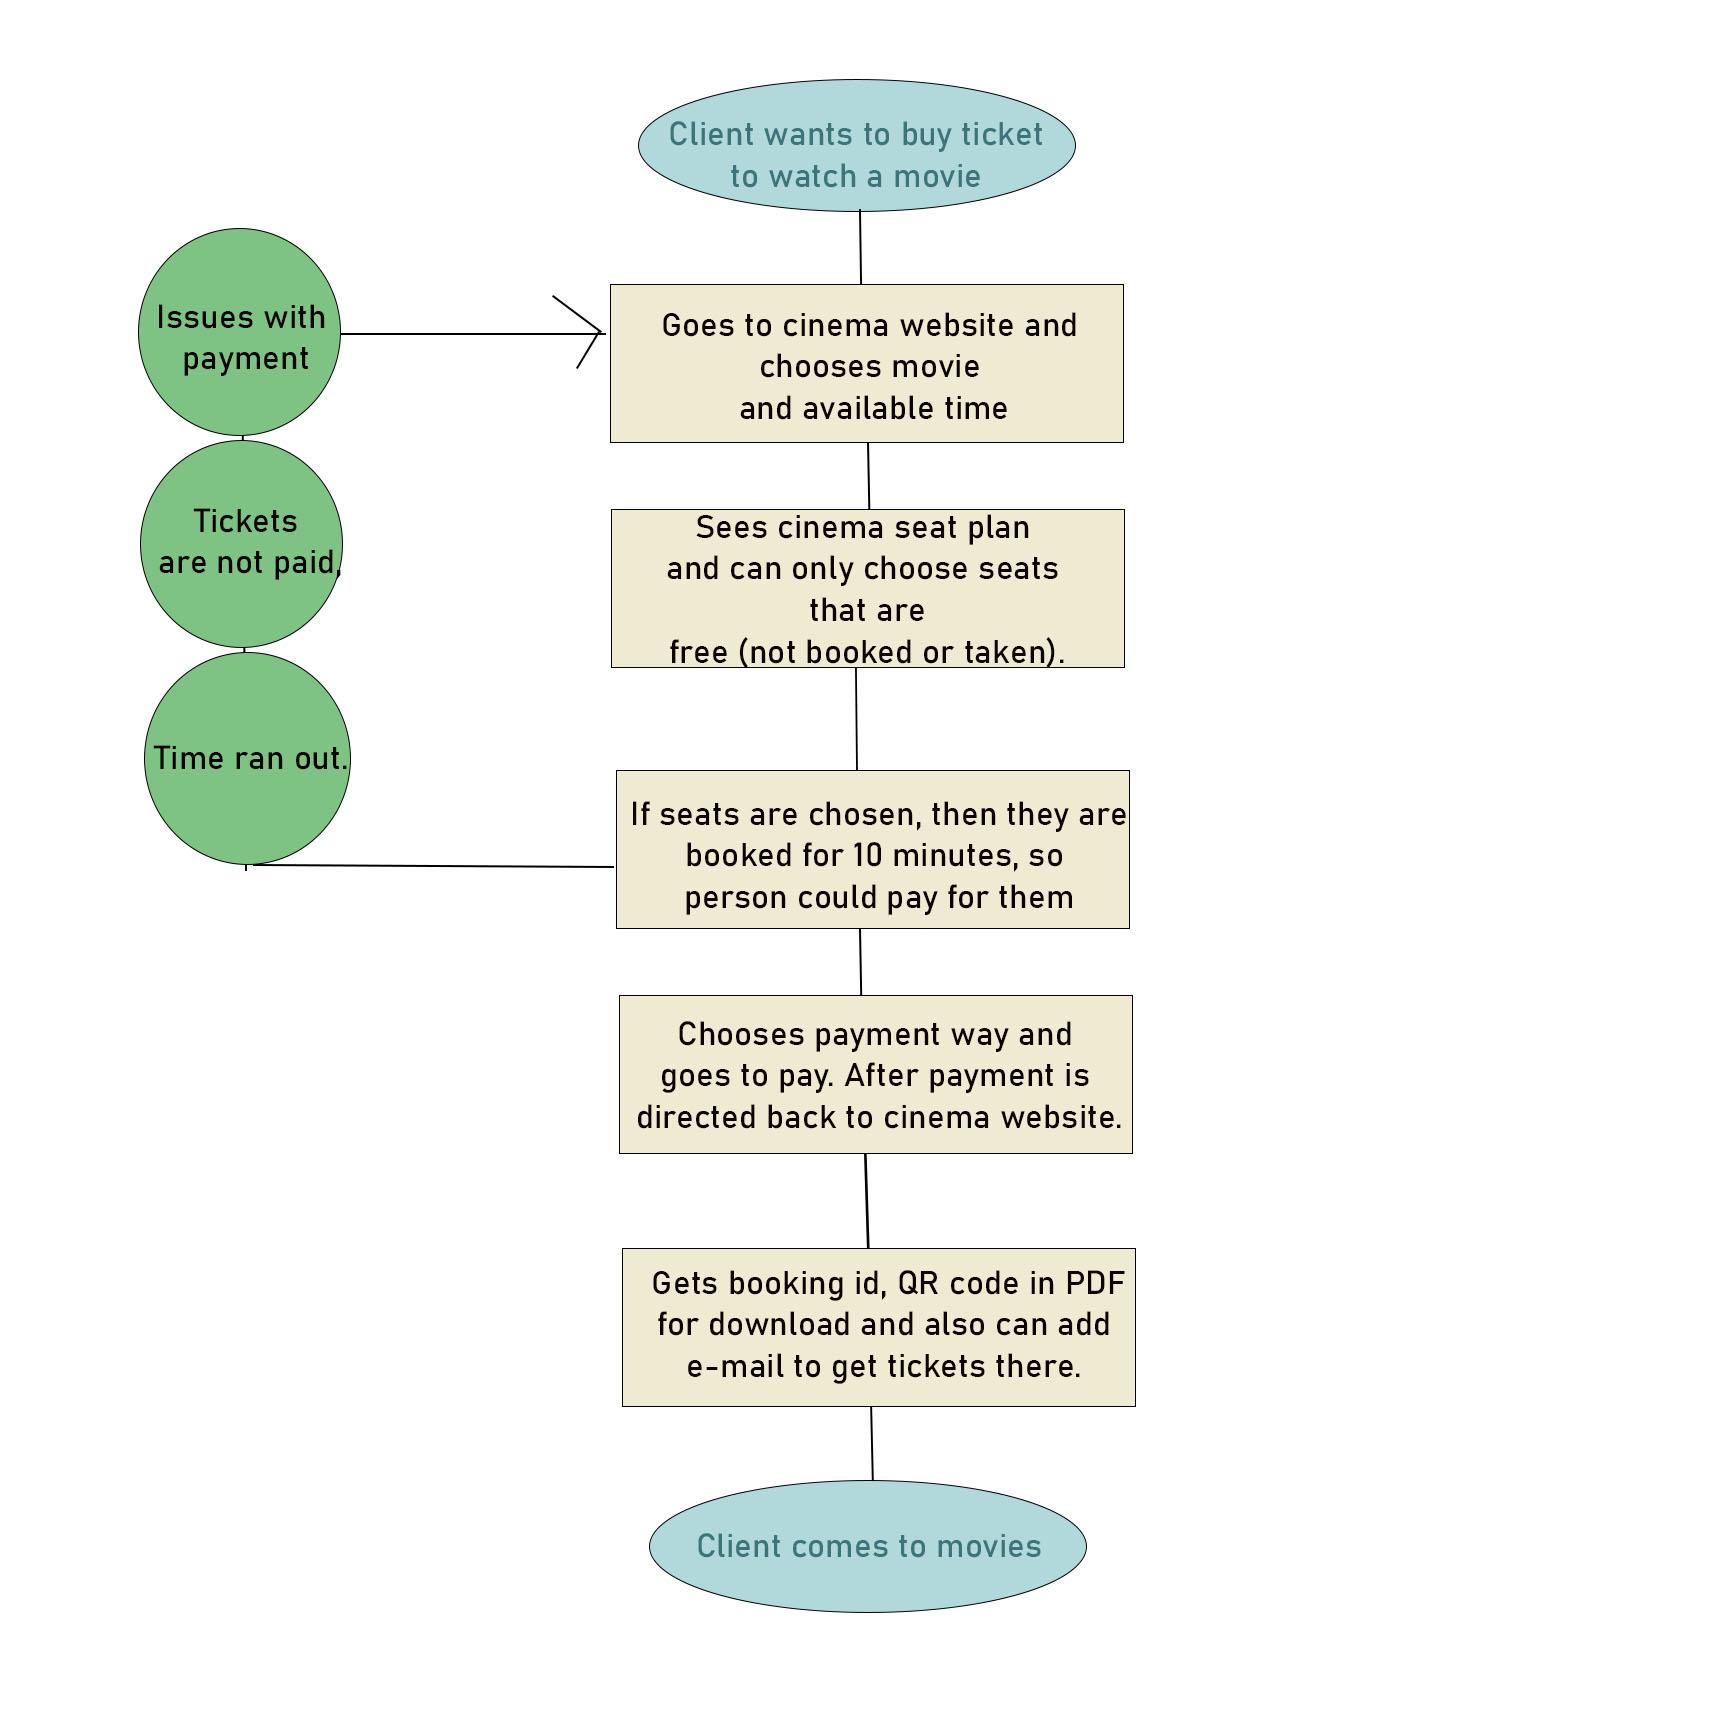 Client wants to buy ticket
to watch a movie
Issues with
payment
Goes to cinema website and
chooses movie
and available time
Tickets
are not paid,
Sees cinema seat plan
and can only choose seats
that are
free (not booked or taken).
Time ran out.
If seats are chosen, then they are
booked for 10 minutes, so
person could pay for them
Chooses payment way and
goes to pay. After payment is
directed back to cinema website.
Gets booking id, QR code in PDF
for download and also can add
e-mail to get tickets there.
Client comes to movies